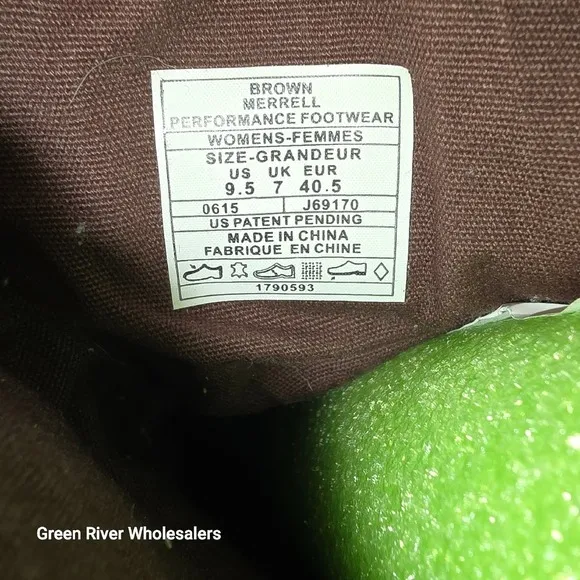 BROWN
MERRELL
PERFORMANCE FOOTWEAR
WOMENS-FEMMES
SIZE-GRANDEUR
US UK EUR
9.5 7 40.5
0615 J69170
US PATENT PENDING
MADE IN CHINA
FABRIQUE EN CHINE
1790593
Green River Wholesalers